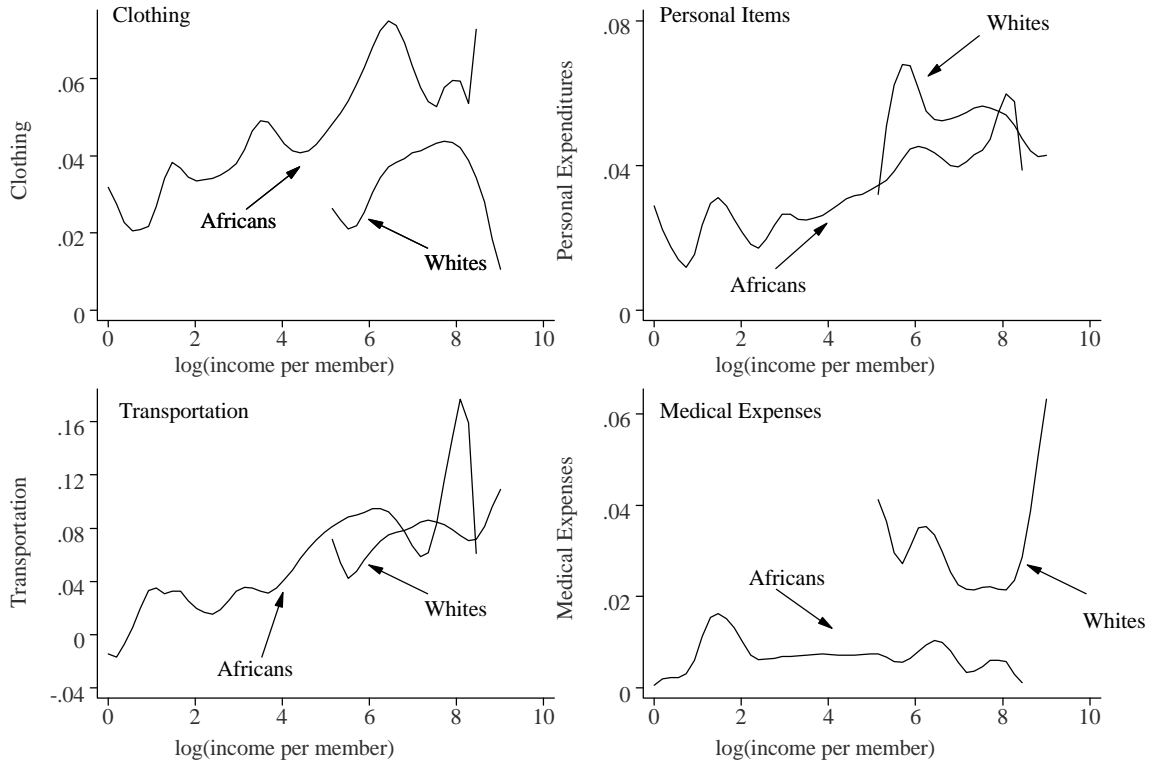 Clothing
Clothing
.06
.04
.02
0
Africans
Whites
0 2 4 6 8 10
log(income per member)
Personal Items
Personal Expenditures
.08
.04
0
Whites
Africans
0 2 4 6 8 10
log(income per member)
Transportation
Transportation
.16
.12
.08
.04
0
-.04
Whites
Africans
0 2 4 6 8 10
log(income per member)
Medical Expenses
Medical Expenses
.06
.04
.02
0
Africans
Whites
0 2 4 6 8 10
log(income per member)